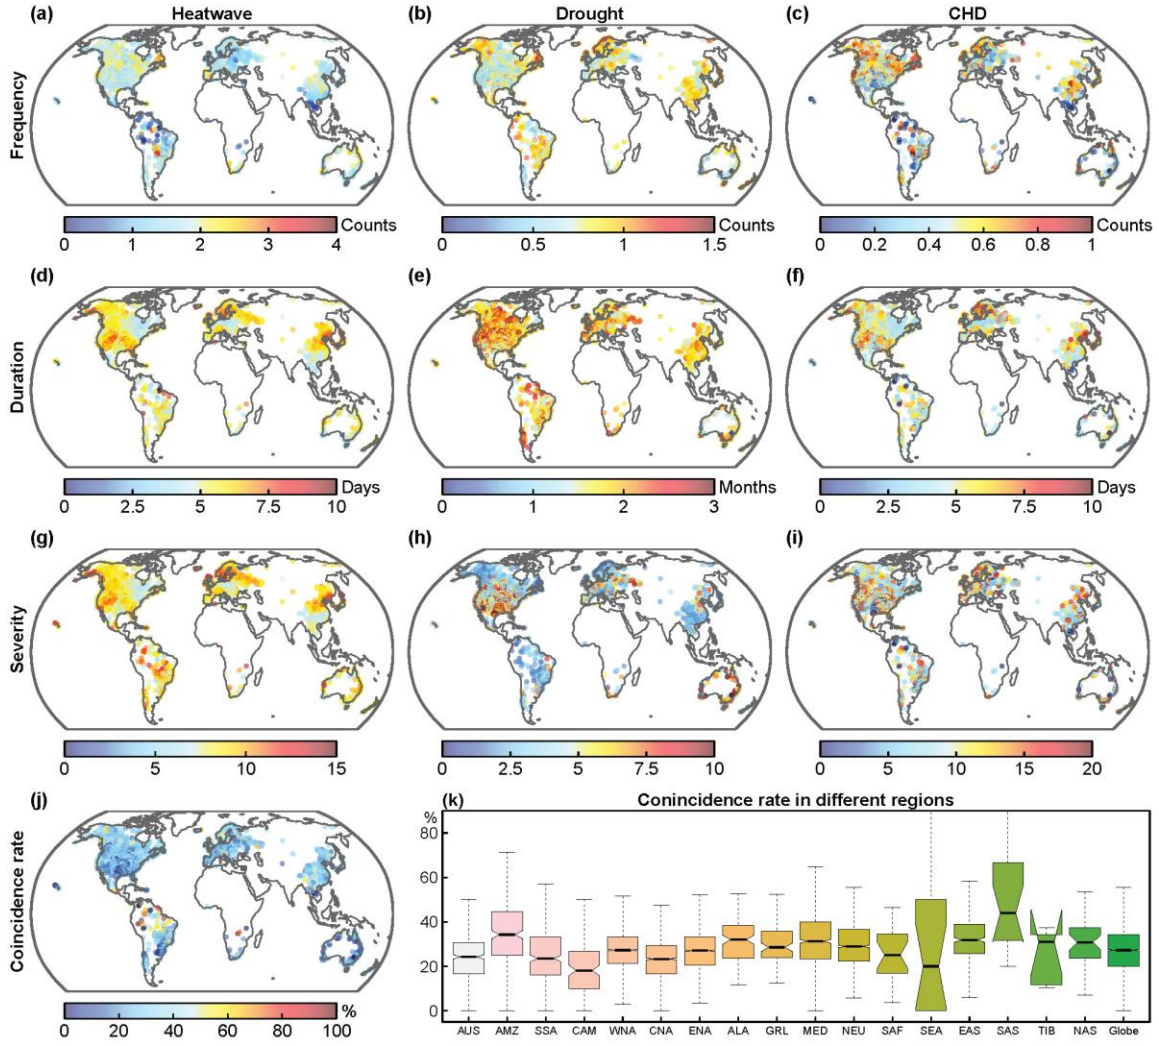 (a) Heatwave (b) Drought (c) CHD
Frequency
Counts Counts Counts
0 1 2 3 4 0 0.5 1 1.5 0 0.2 0.4 0.6 0.8 1
(d) (e) (f)
Duration
Days Months Days
0 2.5 5 7.5 10 0 1 2 3 0 2.5 5 7.5 10
(g) (h) (i)
Severity
0 5 10 15 0 2.5 5 7.5 10 0 5 10 15 20
(j) (k) Conincidence rate in different regions
Coincidence rate
%
0 20 40 60 80 100
%
80
60
40
20
0
AUS AMZ SSA CAM WNA CNA ENA ALA GRL MED NEU SAF SEA EAS SAS TIB NAS Globe